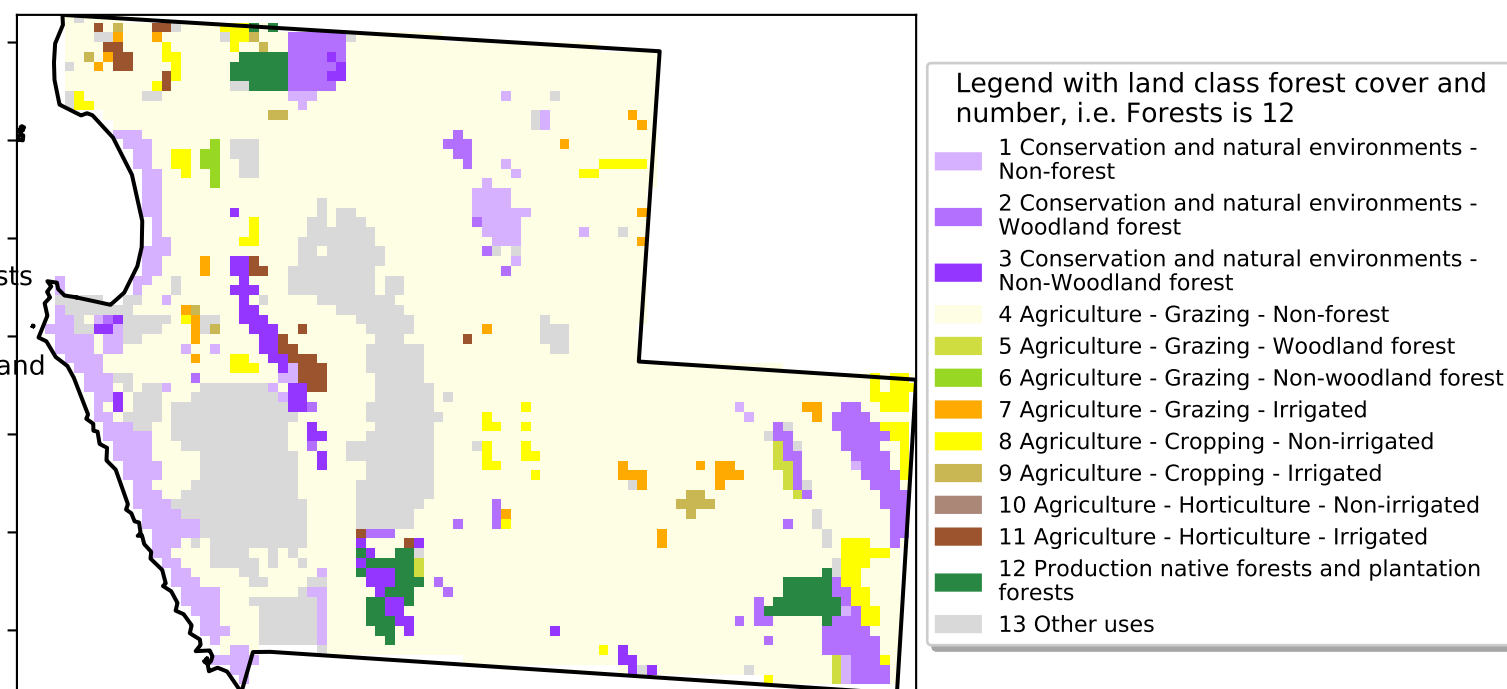 sts
and
Legend with land class forest cover and
number, i.e. Forests is 12
1 Conservation and natural environments -
Non-forest
2 Conservation and natural environments -
Woodland forest
3 Conservation and natural environments -
Non-Woodland forest
4 Agriculture - Grazing - Non-forest
5 Agriculture - Grazing - Woodland forest
6 Agriculture - Grazing - Non-woodland forest
7 Agriculture - Grazing - Irrigated
8 Agriculture - Cropping - Non-irrigated
9 Agriculture - Cropping - Irrigated
10 Agriculture - Horticulture - Non-irrigated
11 Agriculture - Horticulture - Irrigated
12 Production native forests and plantation
forests
13 Other uses